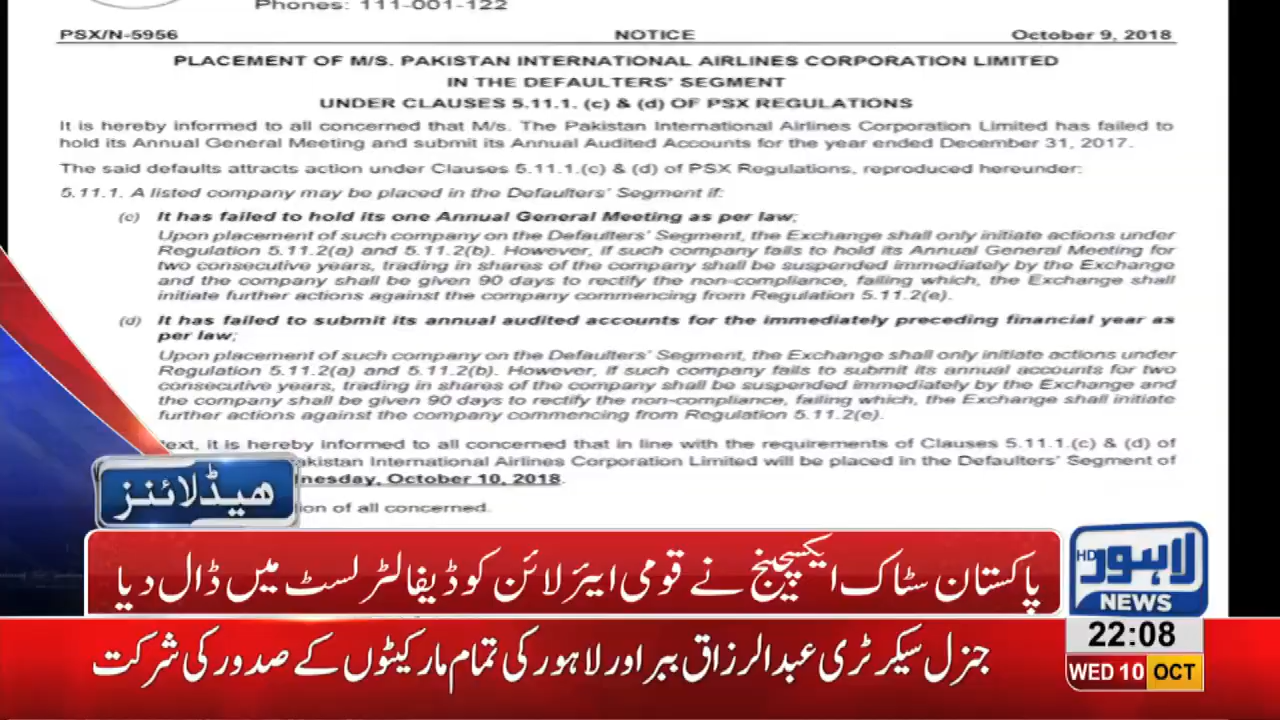 Phones: 111-001-122
PSX/N-5956 NOTICE October 9, 2018
PLACEMENT OF M/S. PAKISTAN INTERNATIONAL AIRLINES CORPORATION LIMITED
IN THE DEFAULTERS' SEGMENT
UNDER CLAUSES 5.11.1. (c) & (d) OF PSX REGULATIONS
It is hereby informed to all concerned that M/s. The Pakistan International Airlines Corporation Limited has failed to
hold its Annual General Meeting and submit its Annual Audited Accounts for the year ended December 31, 2017.
The said defaults attracts action under Clauses 5.11.1.(c) & (d) of PSX Regulations, reproduced hereunder:
5.11.1. A listed company may be placed in the Defaulters' Segment if:
(c) It has failed to hold its one Annual General Meeting as per law;
Upon placement of such company on the Defaulters' Segment, the Exchange shall only initiate actions under
Regulation 5.11.2(a) and 5.11.2(b). However, if such company fails to hold its Annual General Meeting for
two consecutive years, trading in shares of the company shall be suspended immediately by the Exchange
and the company shall be given 90 days to rectify the non-compliance, failing which, the Exchange shall
initiate further actions against the company commencing from Regulation 5.11.2(e).
(d) It has failed to submit its annual audited accounts for the immediately preceding financial year as
per law;
Upon placement of such company on the Defaulters' Segment, the Exchange shall only initiate actions under
Regulation 5.11.2(a) and 5.11.2(b). However, if such company fails to submit its annual accounts for two
consecutive years, trading in shares of the company shall be suspended immediately by the Exchange and
the company shall be given 90 days to rectify the non-compliance, failing which, the Exchange shall initiate
further actions against the company commencing from Regulation 5.11.2(e).
text, it is hereby informed to all concerned that in line with the requirements of Clauses 5.11.1.(c) & (d) of
akistan International Airlines Corporation Limited will be placed in the Defaulters' Segment of
nesday, October 10, 2018.
ion of all concerned.
ھیڈلائنز
پاکستان سٹاک ایکسچینج نے قومی ایئرلائن کو ڈیفالٹر لسٹ میں ڈال دیا
HD لاہور
NEWS
22:08
جنرل سیکرٹری عبدالرزاق ببر اور لاہور کی تمام مارکیٹوں کے صدور کی شرکت
WED 10 OCT